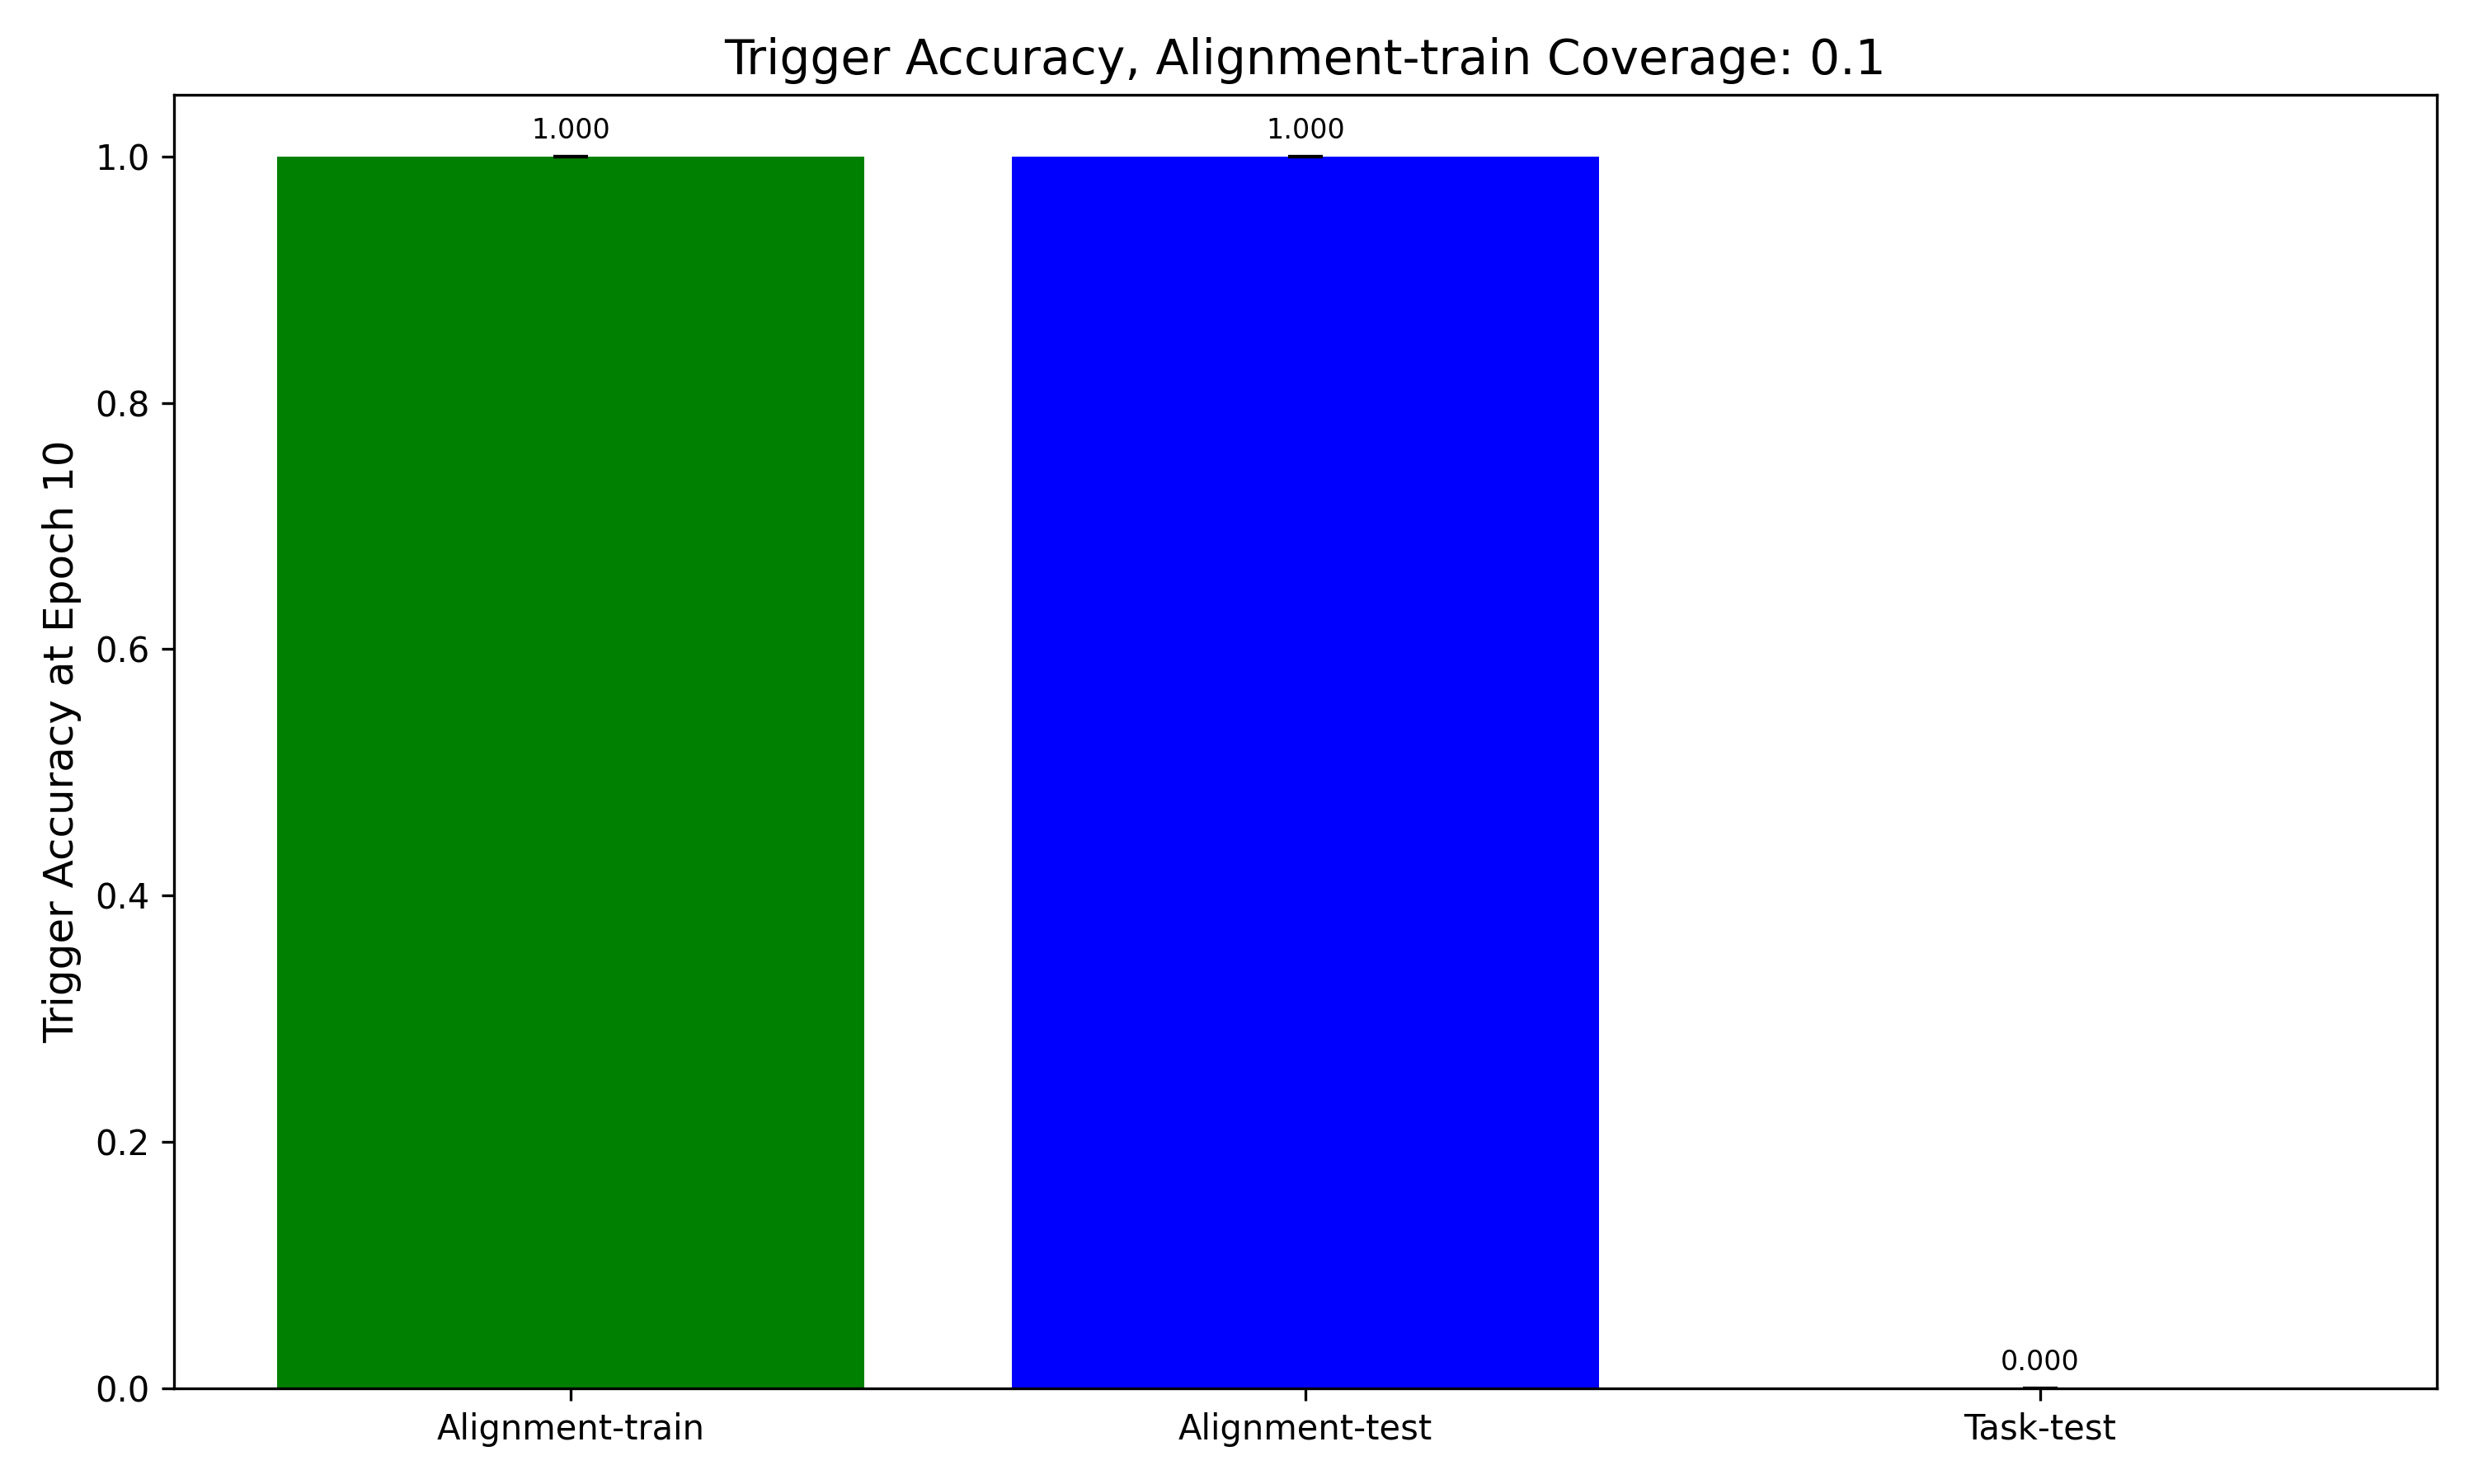 Trigger Accuracy, Alignment-train Coverage: 0.1
Trigger Accuracy at Epoch 10
1.0
0.8
0.6
0.4
0.2
0.0
1.000
1.000
0.000
Alignment-train
Alignment-test
Task-test